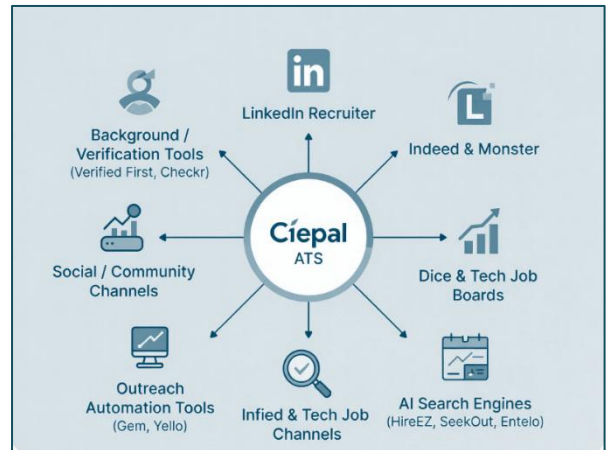 in
LinkedIn Recruiter
Background /
Verification Tools
(Verified First, Checkr)
L
Indeed & Monster
Cíepal
ATS
Social / Community
Channels
Dice & Tech Job
Boards
Outreach
Automation Tools
(Gem, Yello)
Infied & Tech Job
Channels
AI Search Engines
(HireEZ, SeekOut, Entelo)